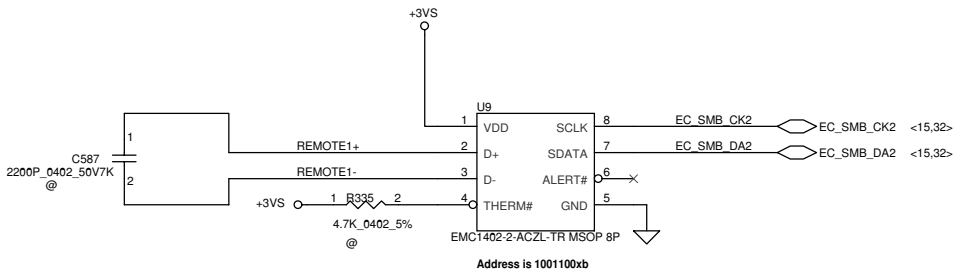 +3VS
U9
1 VDD SCLK 8 EC_SMB_CK2 EC_SMB_CK2 <15,32>
2 D+ SDATA 7 EC_SMB_DA2 EC_SMB_DA2 <15,32>
REMOTE1+
3 D- ALERT# 6
REMOTE1-
4 THERM# GND 5
1
C587
2200P_0402_50V7K
@
2
+3VS 1 R335 2
4.7K_0402_5%
@
EMC1402-2-ACZL-TR MSOP 8P
Address is 1001100xb